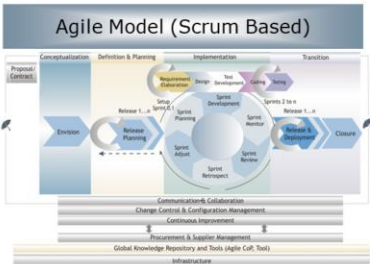 Agile Model (Scrum Based)
Conceptualization
Definition & Planning
Implementation
Transition
Proposal/
Contract
Requirement
Elaboration
Design
Test
Development
Coding
Testing
Release 1...n
Setup
Sprint 0,1
Sprint
Development
Sprints 2 to n
Release 1...n
Sprint
Planning
Sprint
Monitor
Envision
Release
Planning
Release &
Deployment
Closure
Sprint
Adjust
Sprint
Review
Sprint
Retrospect
Communication & Collaboration
Change Control & Configuration Management
Continuous Improvement
Procurement & Supplier Management
Global Knowledge Repository and Tools (Agile CoP, Tool)
Infrastructure